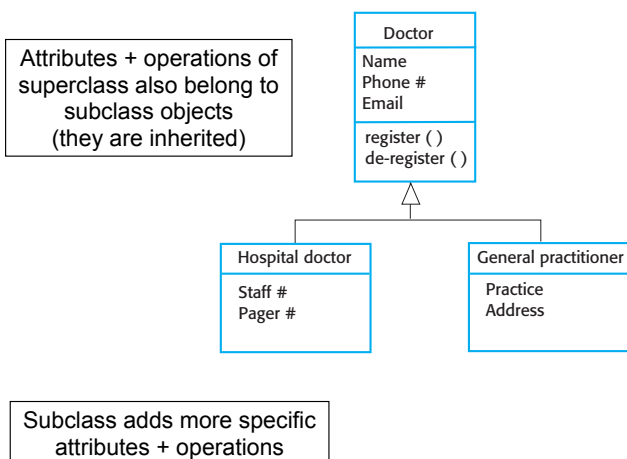 Doctor
Attributes + operations of
superclass also belong to
subclass objects
(they are inherited)
Name
Phone #
Email
register ( )
de-register ( )
Hospital doctor
Staff #
Pager #
General practitioner
Practice
Address
Subclass adds more specific
attributes + operations